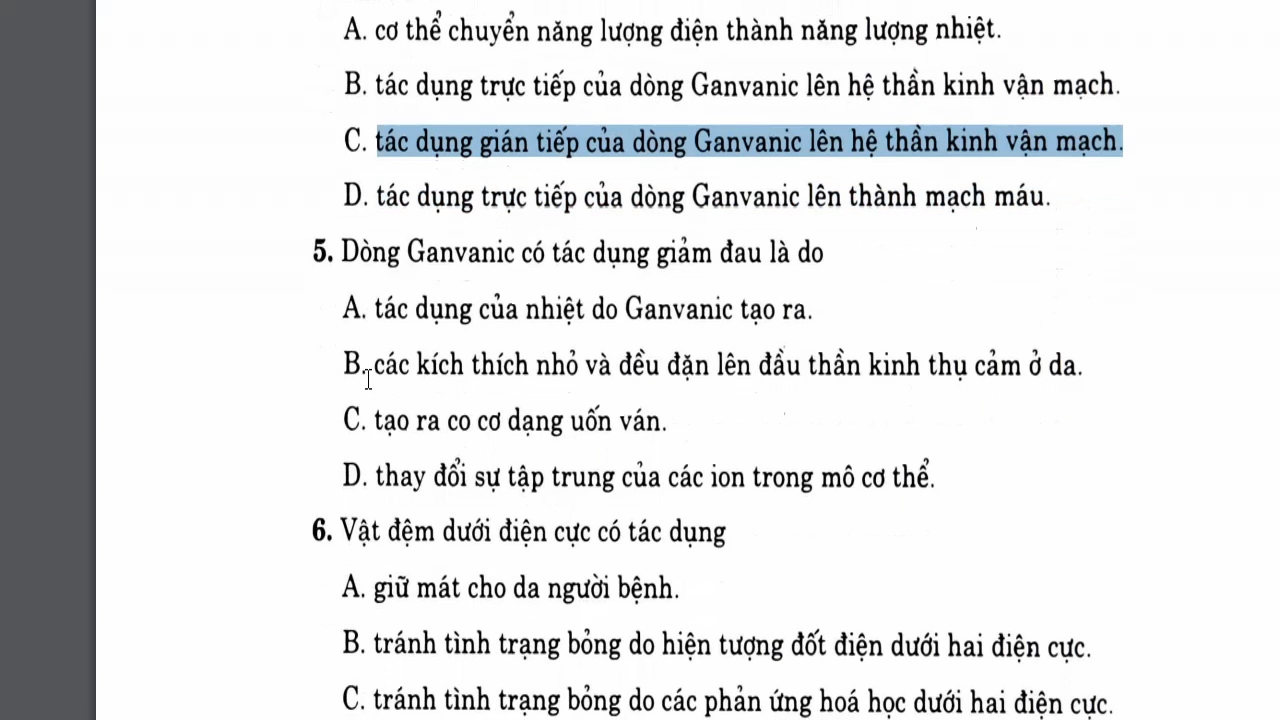 A. cơ thể chuyển năng lượng điện thành năng lượng nhiệt.
B. tác dụng trực tiếp của dòng Ganvanic lên hệ thần kinh vận mạch.
C. tác dụng gián tiếp của dòng Ganvanic lên hệ thần kinh vận mạch.
D. tác dụng trực tiếp của dòng Ganvanic lên thành mạch máu.
5. Dòng Ganvanic có tác dụng giảm đau là do
A. tác dụng của nhiệt do Ganvanic tạo ra.
B. các kích thích nhỏ và đều đặn lên đầu thần kinh thụ cảm ở da.
C. tạo ra co cơ dạng uốn ván.
D. thay đổi sự tập trung của các ion trong mô cơ thể.
6. Vật đệm dưới điện cực có tác dụng
A. giữ mát cho da người bệnh.
B. tránh tình trạng bỏng do hiện tượng đốt điện dưới hai điện cực.
C. tránh tình trạng bỏng do các phản ứng hoá học dưới hai điện cực.